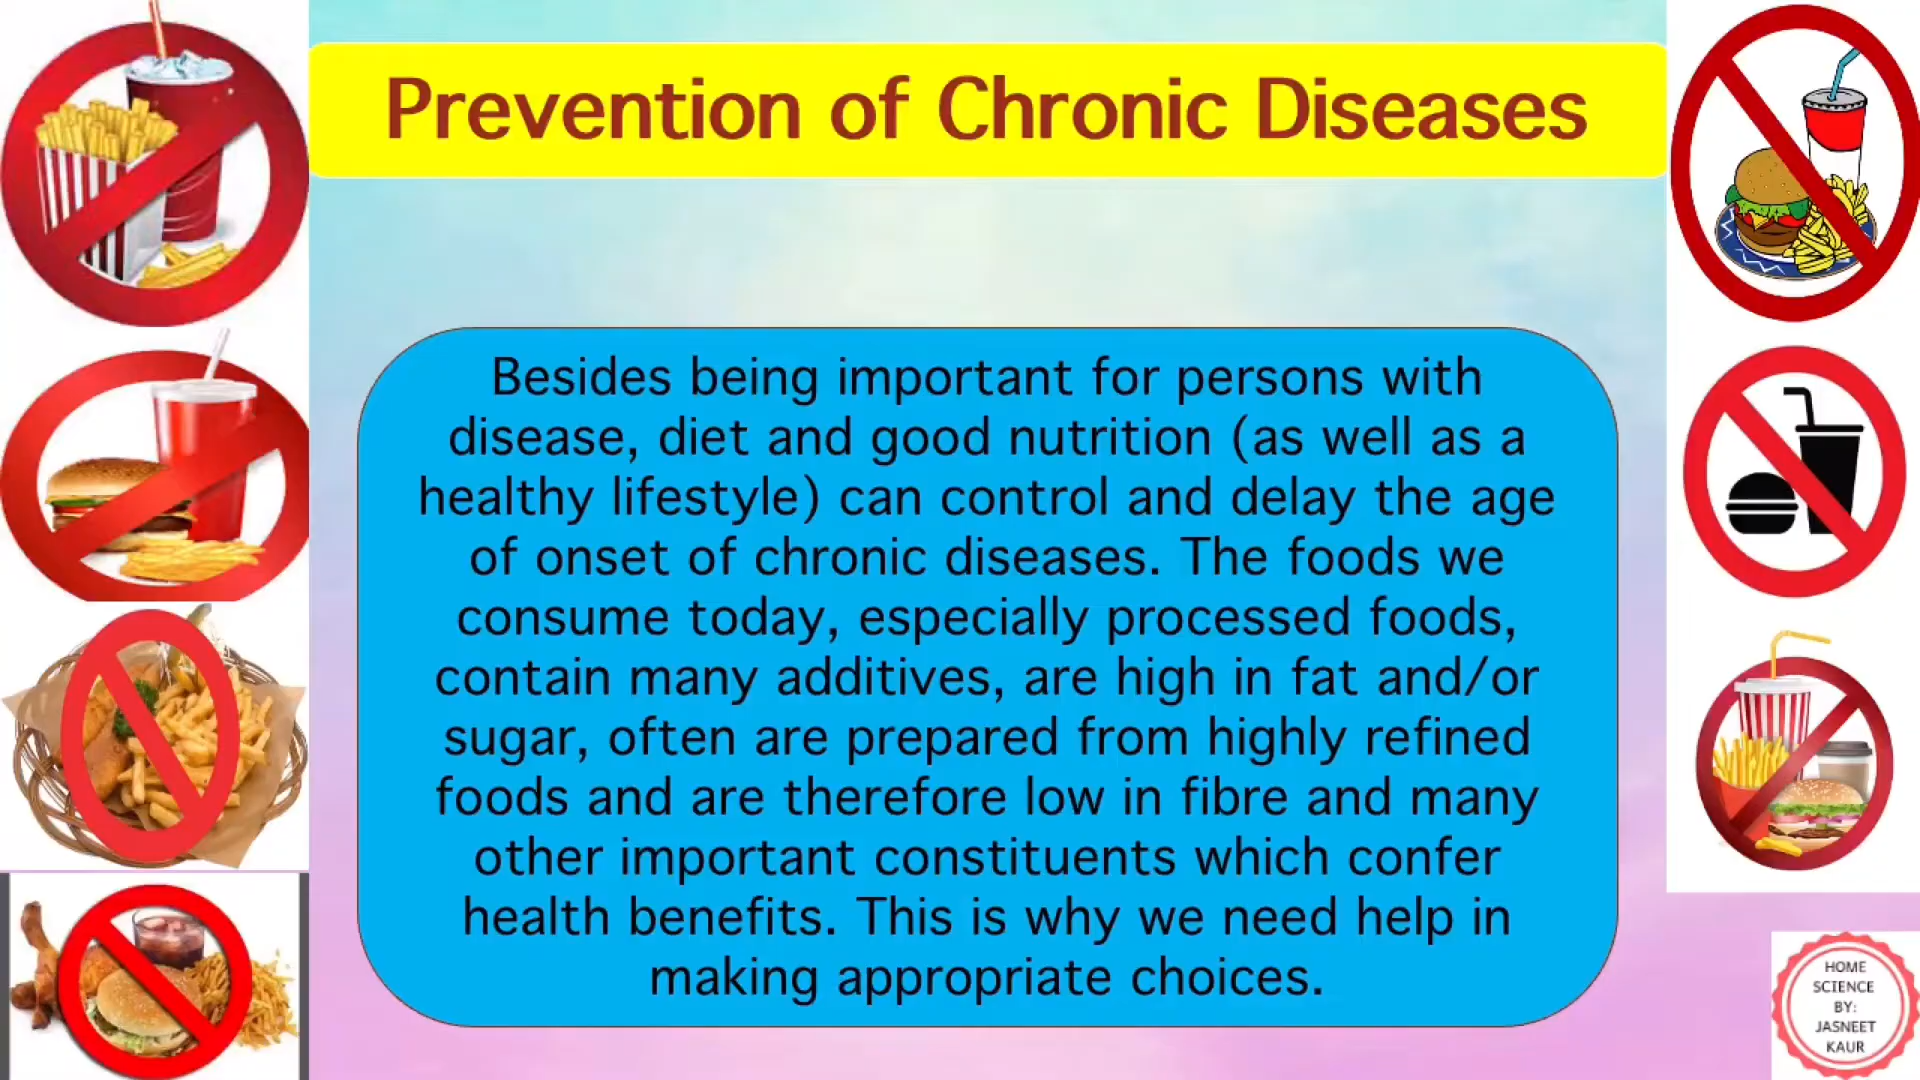 Prevention of Chronic Diseases
Besides being important for persons with
disease, diet and good nutrition (as well as a
healthy lifestyle) can control and delay the age
of onset of chronic diseases. The foods we
consume today, especially processed foods,
contain many additives, are high in fat and/or
sugar, often are prepared from highly refined
foods and are therefore low in fibre and many
other important constituents which confer
health benefits. This is why we need help in
making appropriate choices.
HOME
SCIENCE
BY:
JASNEET
KAUR